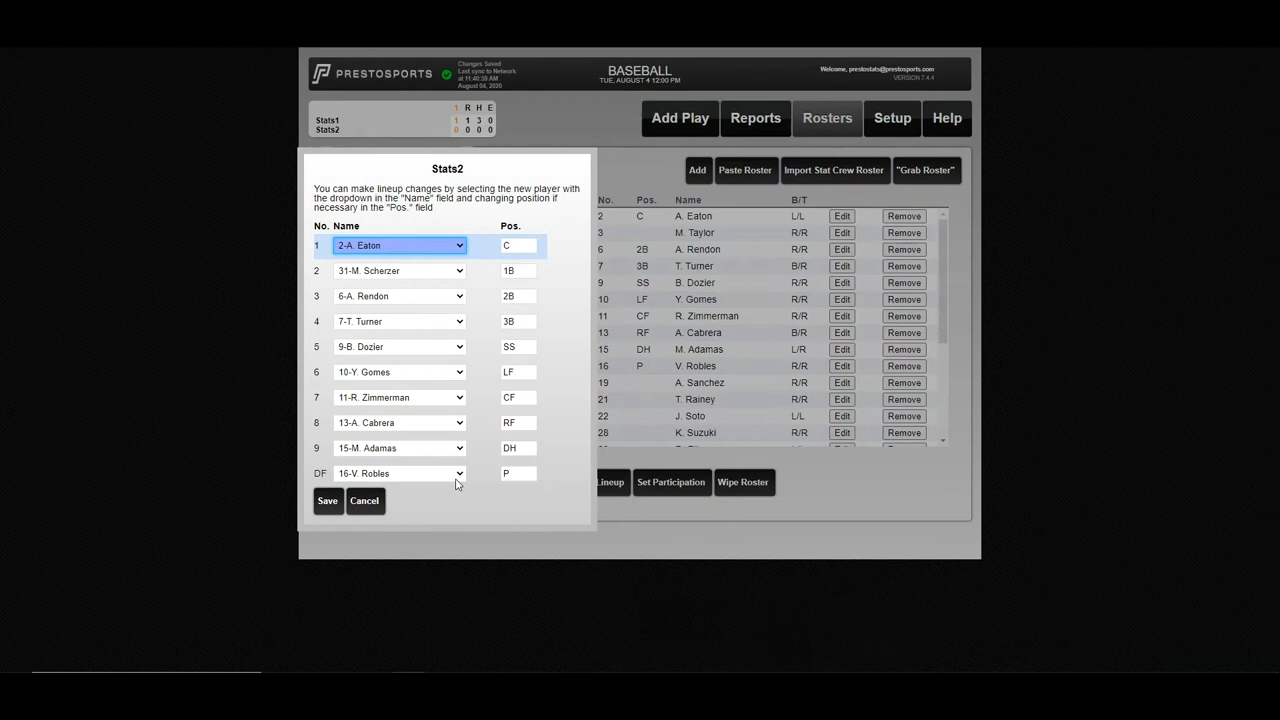 PRESTOSPORTS
Changes Saved
Last sync to Network
at 11:40:39 AM
August 04, 2020
BASEBALL
TUE, AUGUST 4 12:00 PM
Welcome, prestostats@prestosports.com
VERSION 7.4.4
1 R H E
Stats1 1 1 3 0
Stats2 0 0 0 0
Add Play Reports Rosters Setup Help
Stats2
You can make lineup changes by selecting the new player with
the dropdown in the "Name" field and changing position if
necessary in the "Pos." field
No. Name Pos.
1 2-A. Eaton C
2 31-M. Scherzer 1B
3 6-A. Rendon 2B
4 7-T. Turner 3B
5 9-B. Dozier SS
6 10-Y. Gomes LF
7 11-R. Zimmerman CF
8 13-A. Cabrera RF
9 15-M. Adamas DH
DF 16-V. Robles P
Save Cancel
Add Paste Roster Import Stat Crew Roster "Grab Roster"
No. Pos. Name B/T
2 C A. Eaton L/L Edit Remove
3 M. Taylor R/R Edit Remove
6 2B A. Rendon R/R Edit Remove
7 3B T. Turner B/R Edit Remove
9 SS B. Dozier R/R Edit Remove
10 LF Y. Gomes R/R Edit Remove
11 CF R. Zimmerman R/R Edit Remove
13 RF A. Cabrera B/R Edit Remove
15 DH M. Adamas L/R Edit Remove
16 P V. Robles R/R Edit Remove
19 A. Sanchez R/R Edit Remove
21 T. Rainey R/R Edit Remove
22 J. Soto L/L Edit Remove
28 K. Suzuki R/R Edit Remove
Lineup Set Participation Wipe Roster